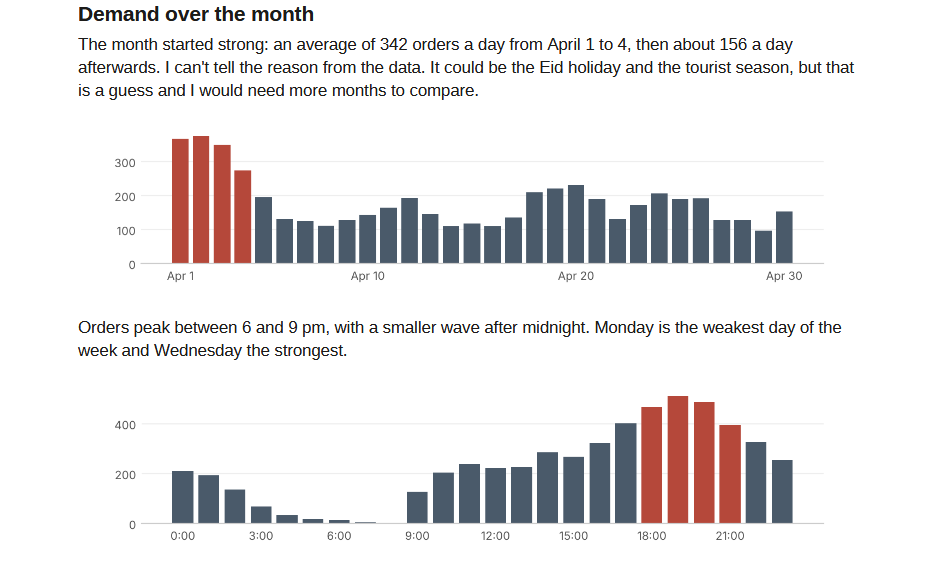 Demand over the month
The month started strong: an average of 342 orders a day from April 1 to 4, then about 156 a day
afterwards. I can't tell the reason from the data. It could be the Eid holiday and the tourist season, but that
is a guess and I would need more months to compare.
300
200
100
0
Apr 1 Apr 10 Apr 20 Apr 30
Orders peak between 6 and 9 pm, with a smaller wave after midnight. Monday is the weakest day of the
week and Wednesday the strongest.
400
200
0
0:00 3:00 6:00 9:00 12:00 15:00 18:00 21:00